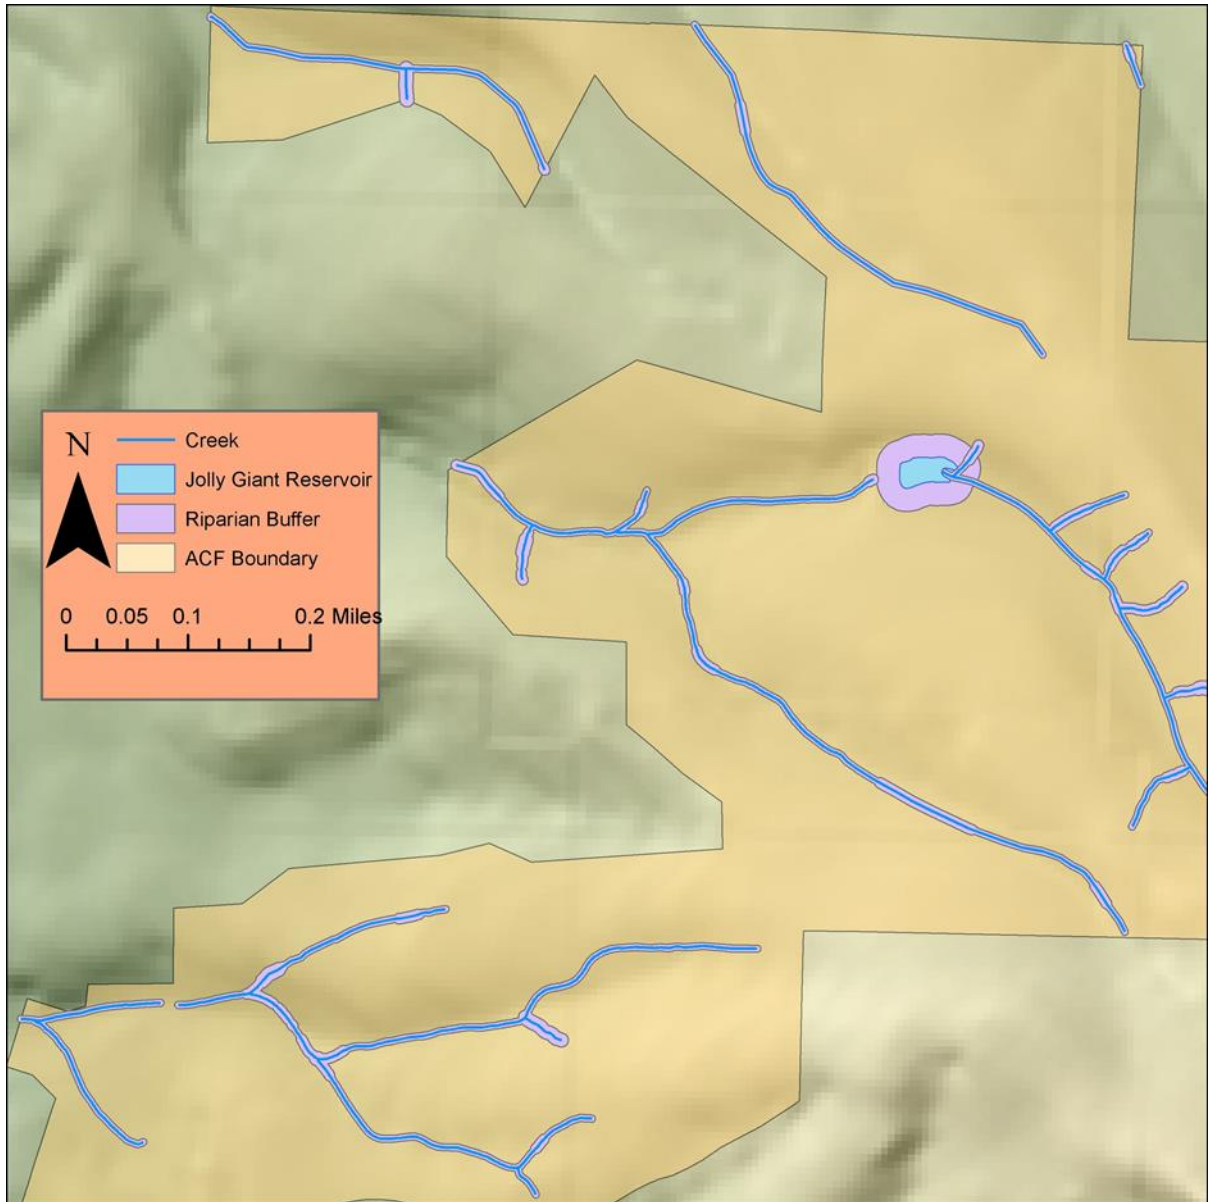 N
Creek
Jolly Giant Reservoir
Riparian Buffer
ACF Boundary
0 0.05 0.1 0.2 Miles